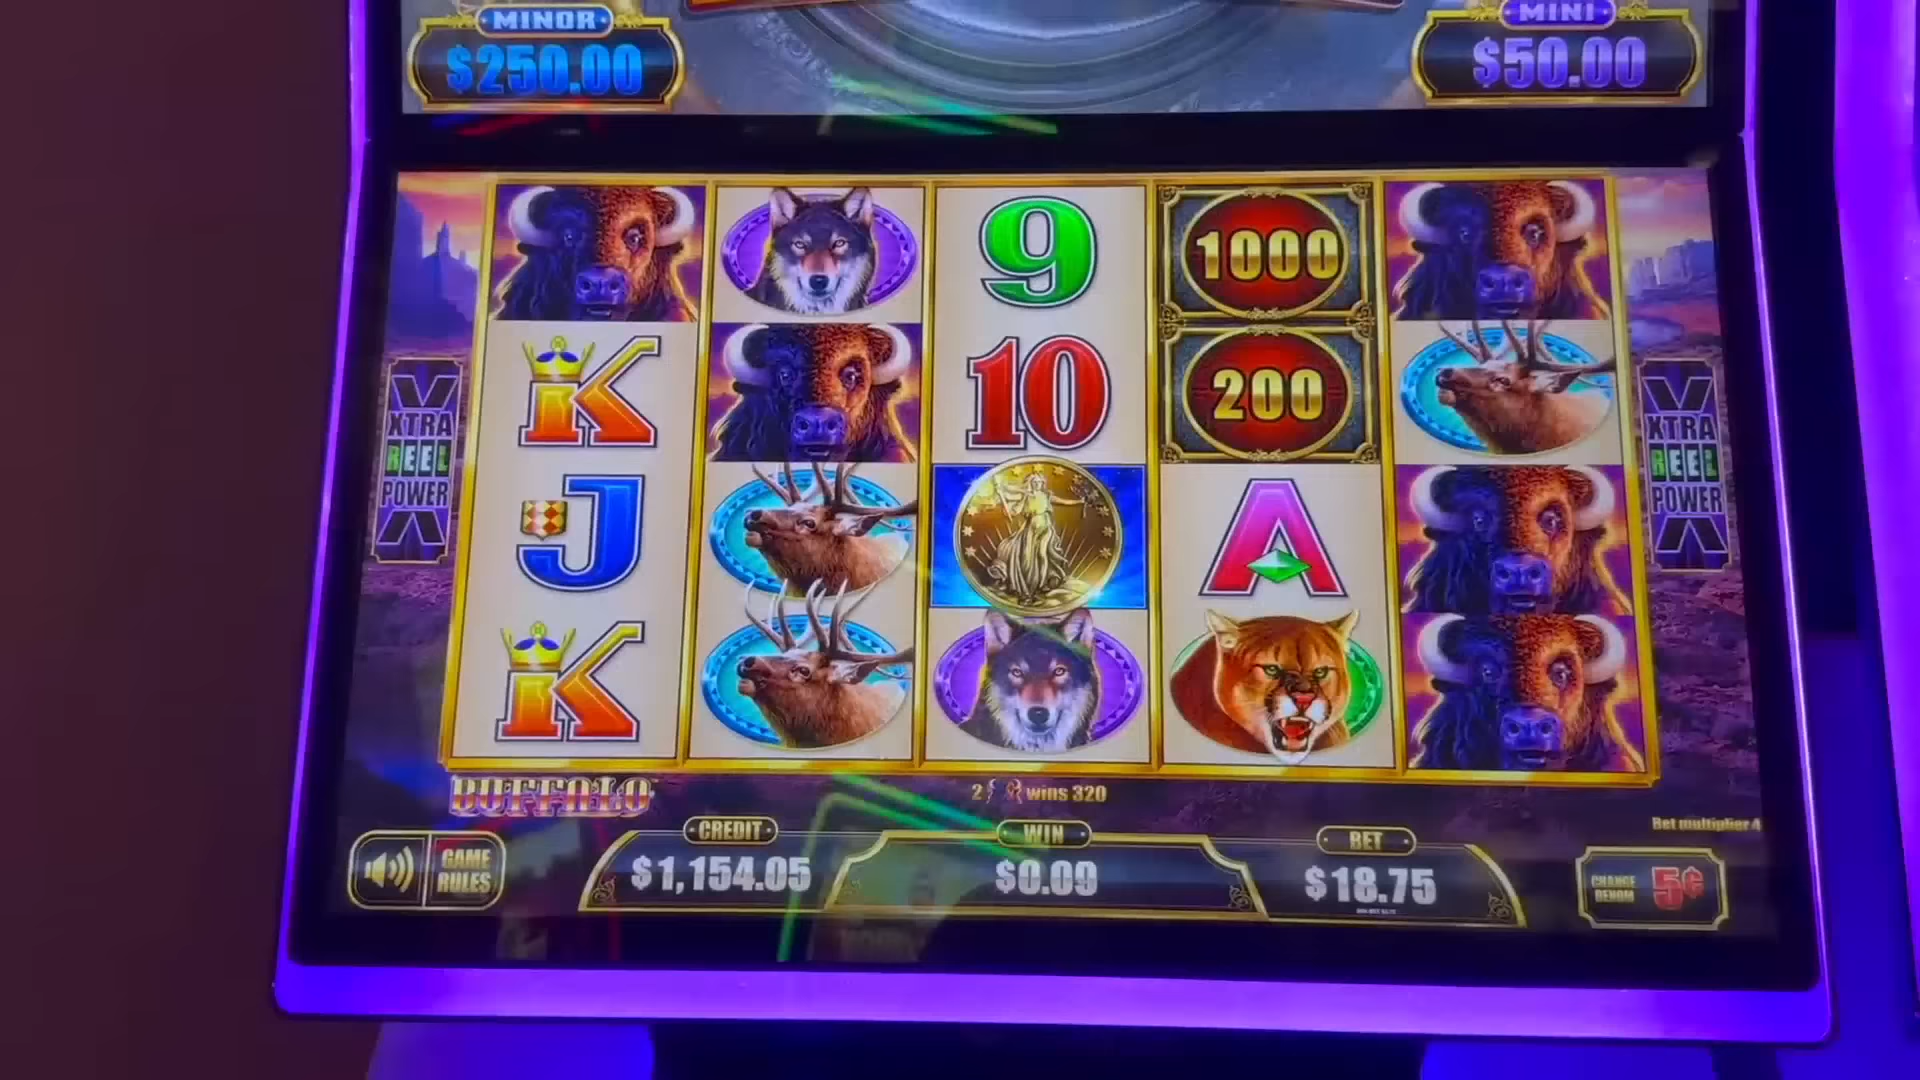 MINOR
$250.00
MINI
$50.00
9
1000
K
10
200
XTRA
REEL
POWER
XTRA
REEL
POWER
J
A
K
BUFFALO
2 wins 320
Bet multiplier 4
GAME
RULES
CREDIT
$1,154.05
WIN
$0.09
BET
$18.75
CHANGE
DENOM
5¢